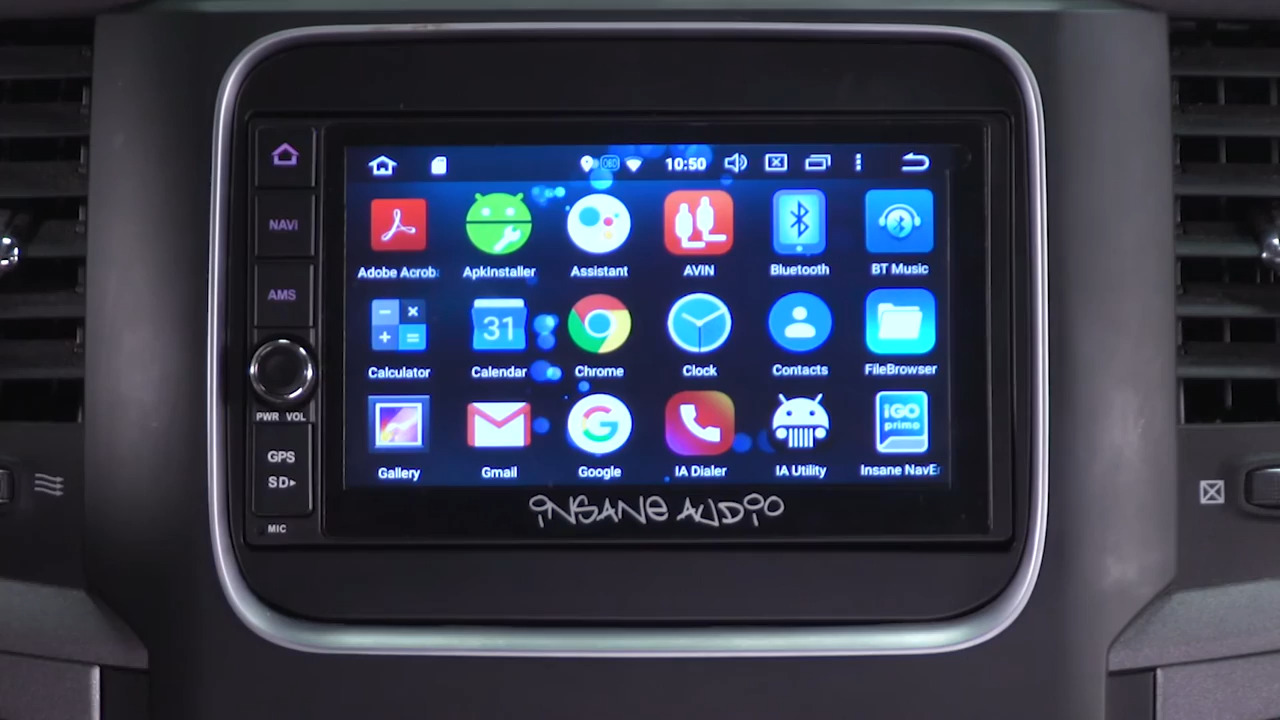 OBD 10:50
NAVI
AMS
PWR VOL
GPS
SD▸
MIC
Adobe Acrob
ApkInstaller
Assistant
AVIN
Bluetooth
BT Music
31
Calculator
Calendar
Chrome
Clock
Contacts
FileBrowser
iGO
primo
Gallery
Gmail
Google
IA Dialer
IA Utility
Insane NavE
iNSANE AUDiO